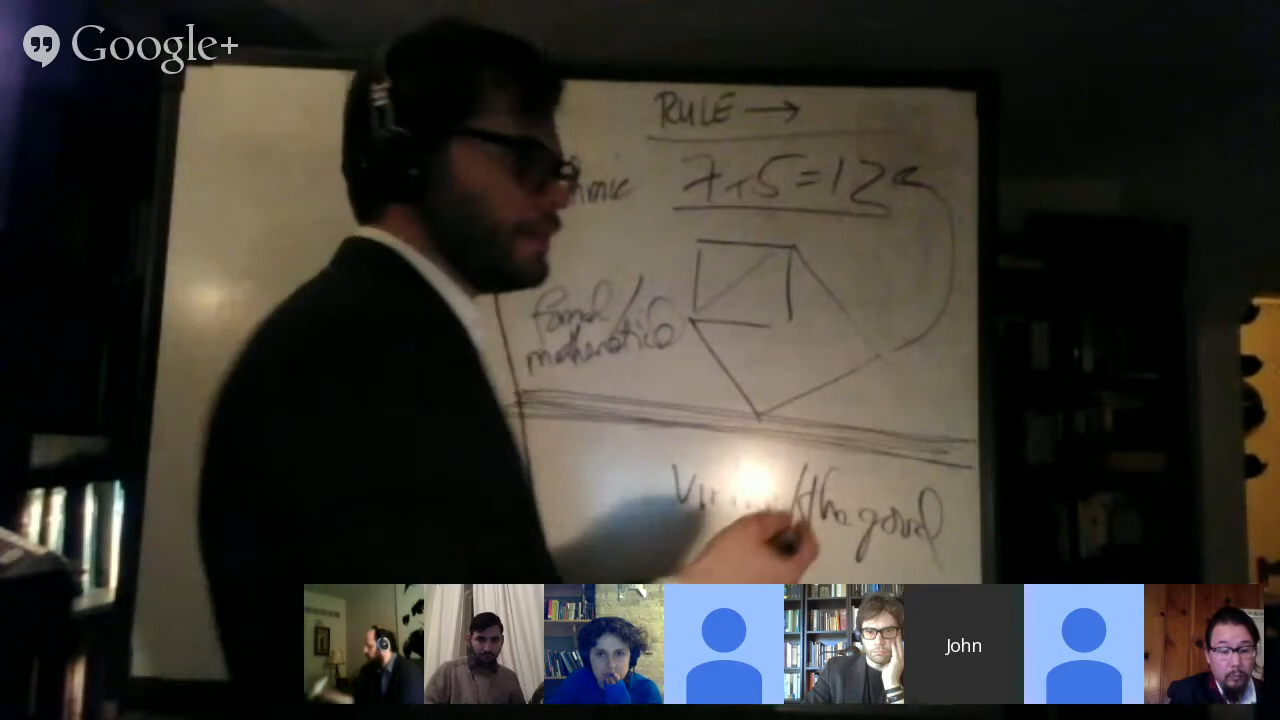 Google+
RULE →
7+5=12
formal/
mathematics
/the good
John